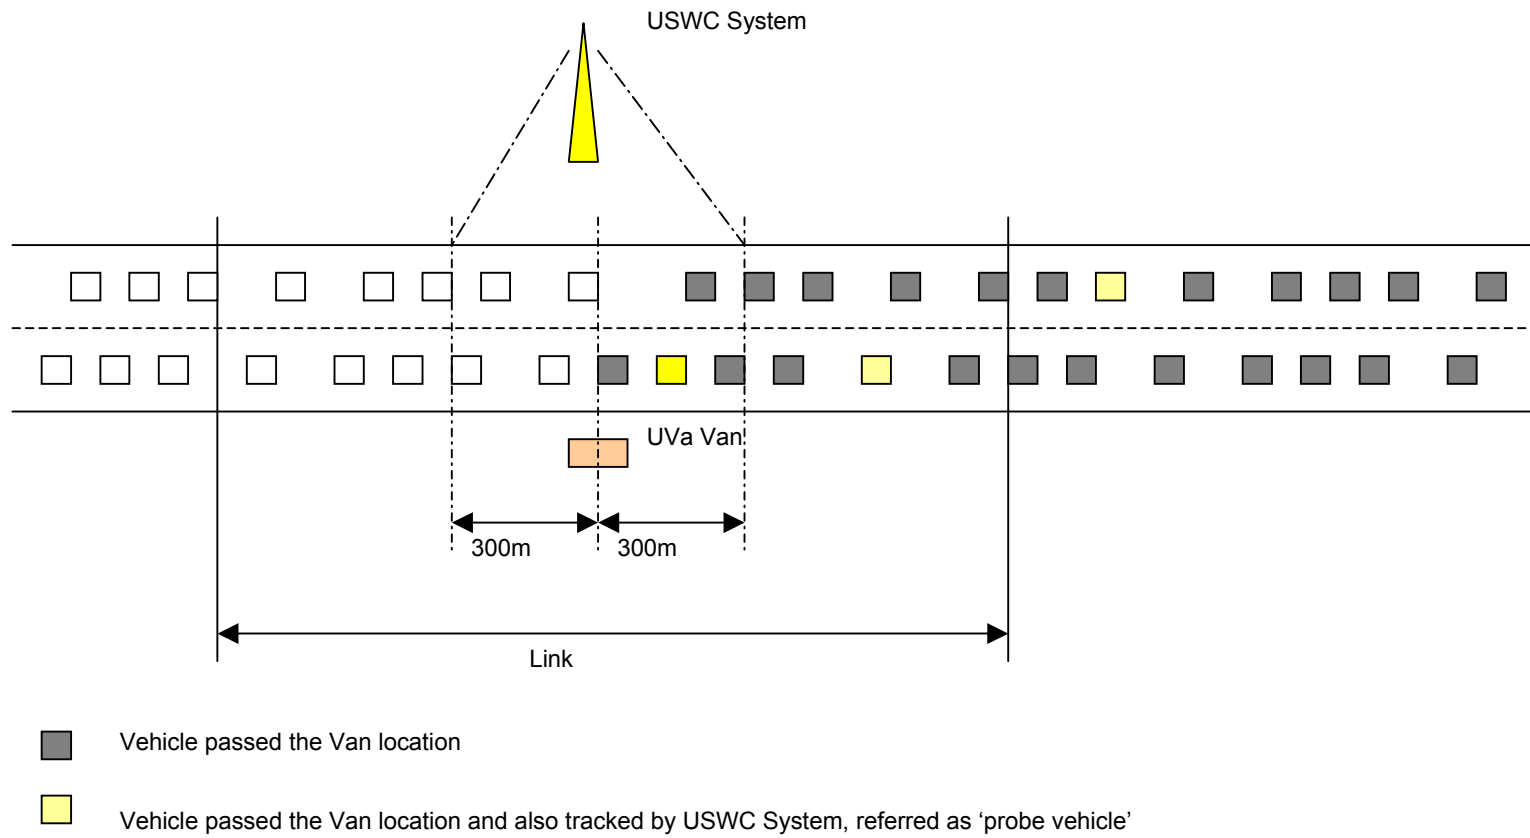 USWC System
UVa Van
300m
300m
Link
Vehicle passed the Van location
Vehicle passed the Van location and also tracked by USWC System, referred as ‘probe vehicle’